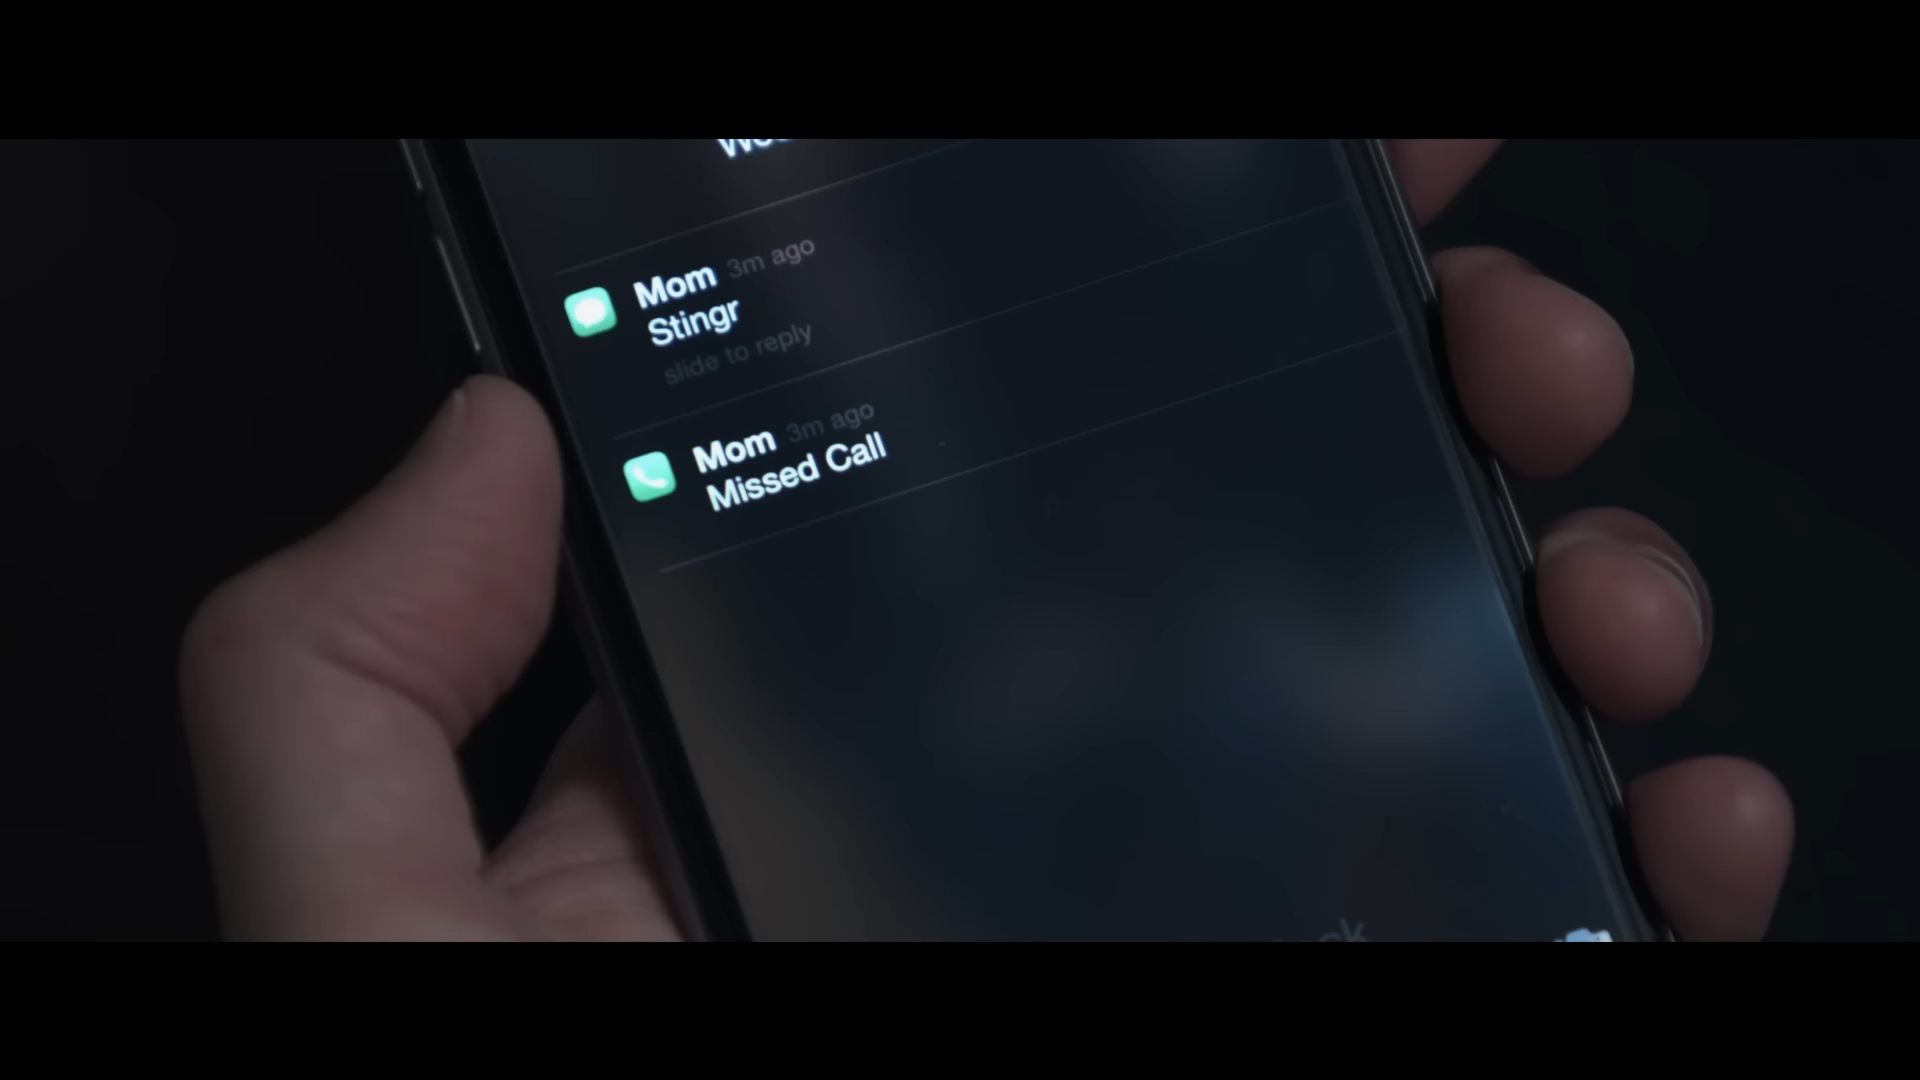 Mom 3m ago
Stingr
slide to reply
Mom 3m ago
Missed Call